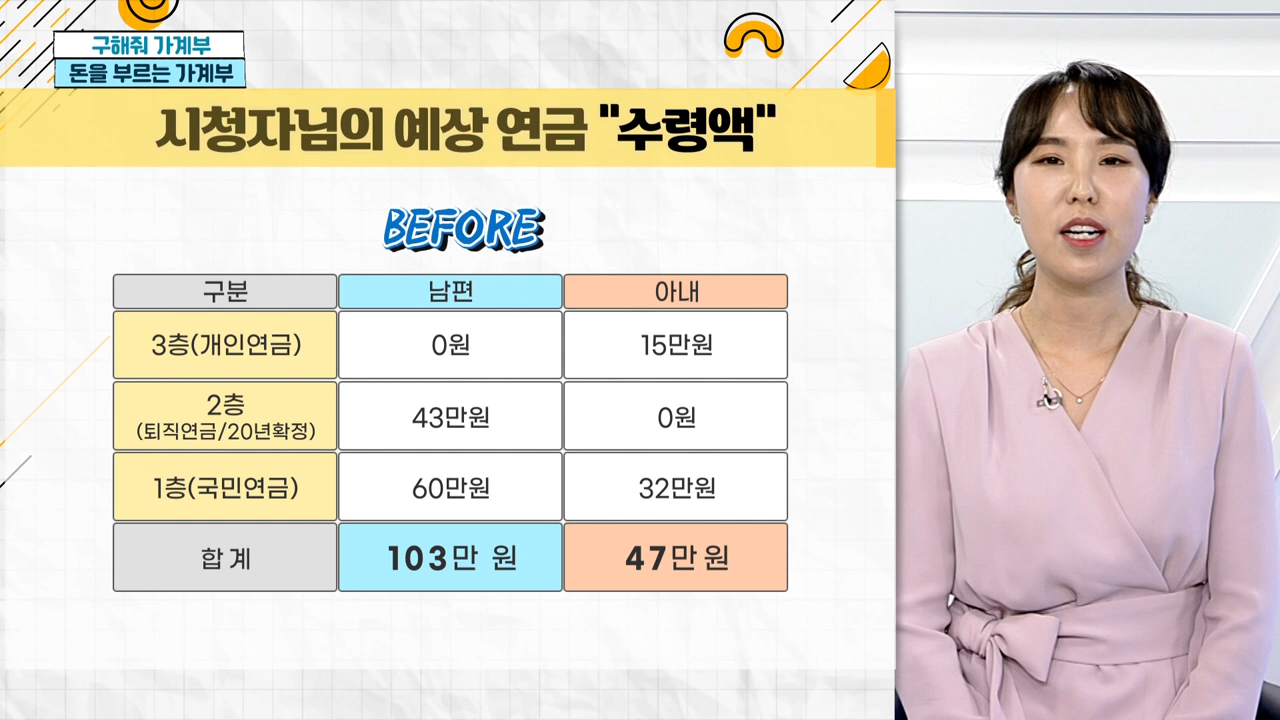 구해줘 가계부
돈을 부르는 가계부
시청자님의 예상 연금 "수령액"
BEFORE
구분 남편 아내
3층(개인연금) 0원 15만원
2층
(퇴직연금/20년확정) 43만원 0원
1층(국민연금) 60만원 32만원
합계 103만 원 47만 원